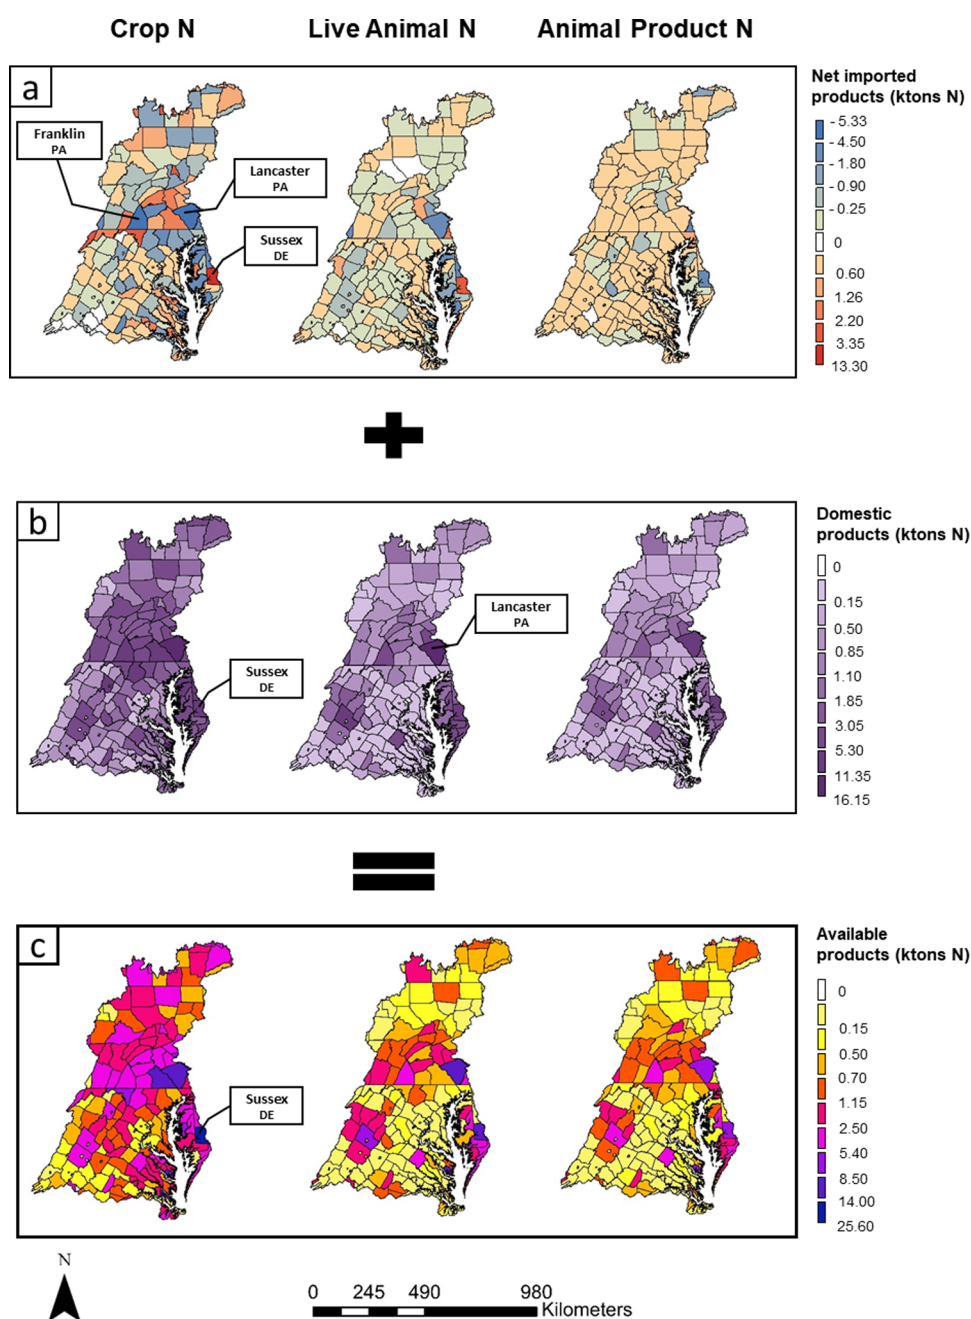 Crop N
Live Animal N
Animal Product N
a
Franklin
PA
Lancaster
PA
Sussex
DE
Net imported
products (ktons N)
- 5.33
- 4.50
- 1.80
- 0.90
- 0.25
0
0.60
1.26
2.20
3.35
13.30
b
Lancaster
PA
Sussex
DE
Domestic
products (ktons N)
0
0.15
0.50
0.85
1.10
1.85
3.05
5.30
11.35
16.15
c
Sussex
DE
Available
products (ktons N)
0
0.15
0.50
0.70
1.15
2.50
5.40
8.50
14.00
25.60
N
0 245 490 980
Kilometers